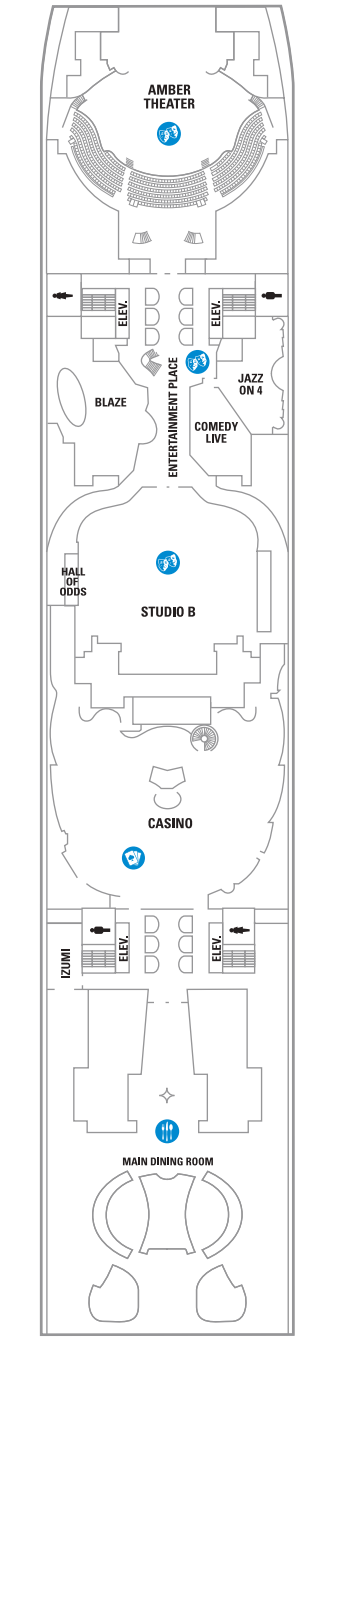 AMBER
THEATER
ELEV.
ELEV.
ENTERTAINMENT PLACE
JAZZ
ON 4
BLAZE
COMEDY
LIVE
HALL
OF
ODDS
STUDIO B
CASINO
ELEV.
ELEV.
IZUMI
MAIN DINING ROOM